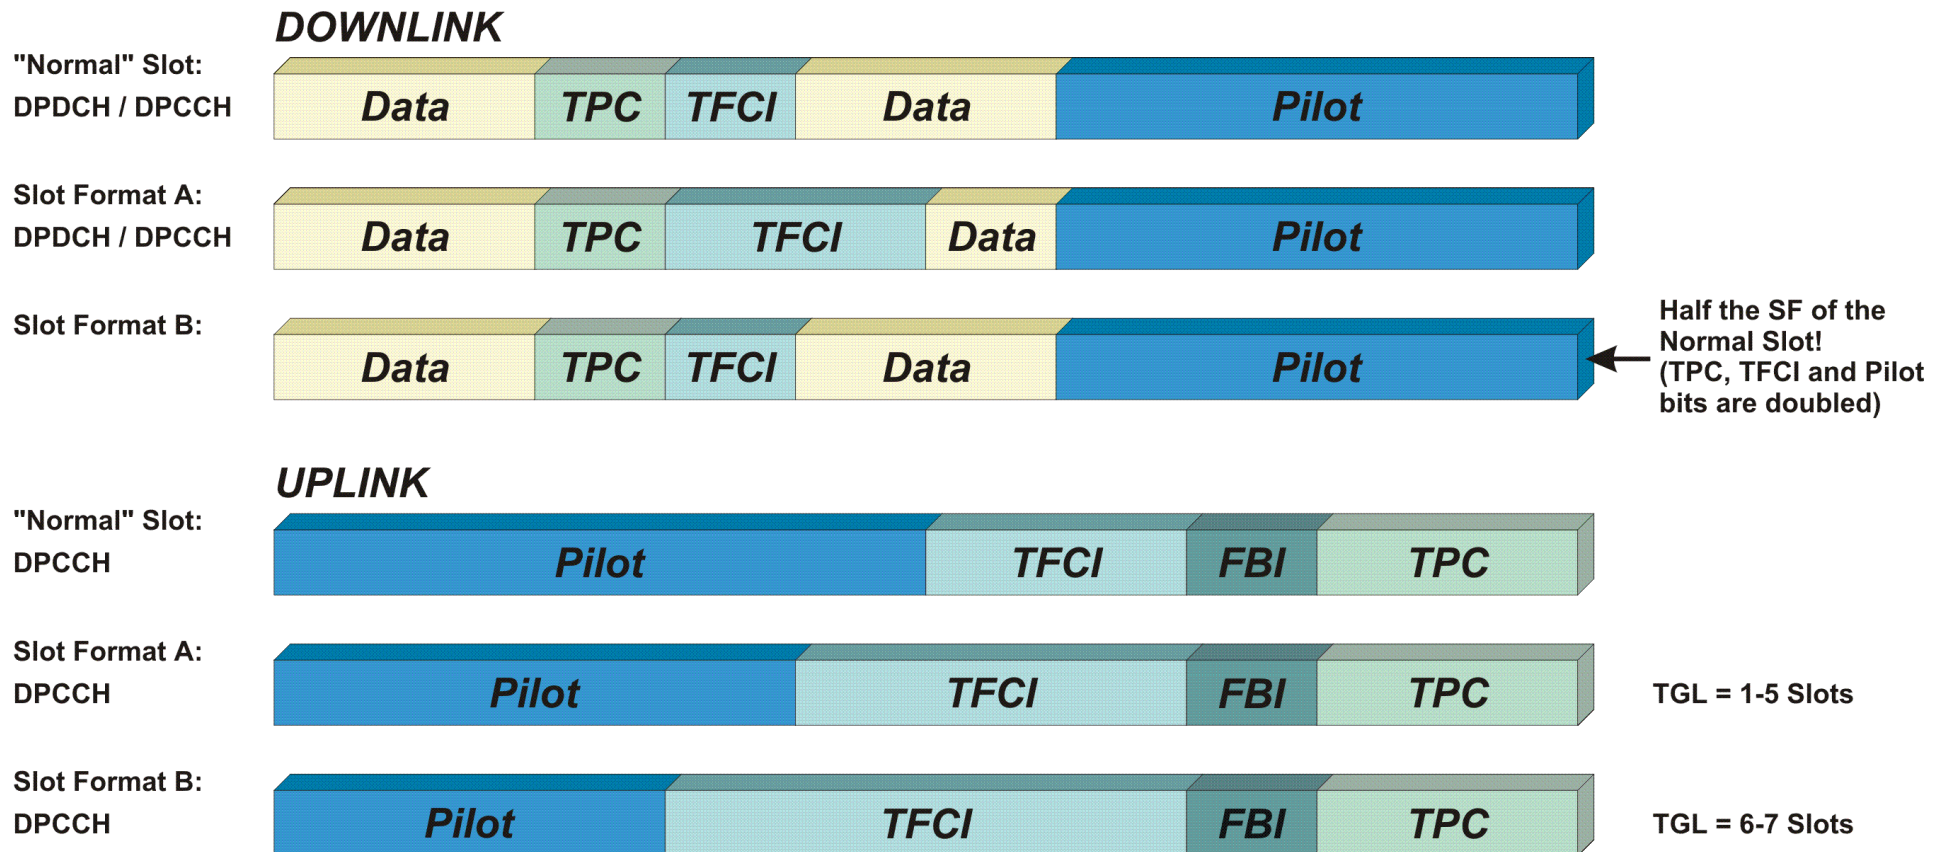 DOWNLINK
"Normal" Slot:
DPDCH / DPCCH
Data TPC TFCI Data Pilot
Slot Format A:
DPDCH / DPCCH
Data TPC TFCI Data Pilot
Slot Format B:
Data TPC TFCI Data Pilot
Half the SF of the
Normal Slot!
(TPC, TFCI and Pilot
bits are doubled)
UPLINK
"Normal" Slot:
DPCCH
Pilot TFCI FBI TPC
Slot Format A:
DPCCH
Pilot TFCI FBI TPC
TGL = 1-5 Slots
Slot Format B:
DPCCH
Pilot TFCI FBI TPC
TGL = 6-7 Slots